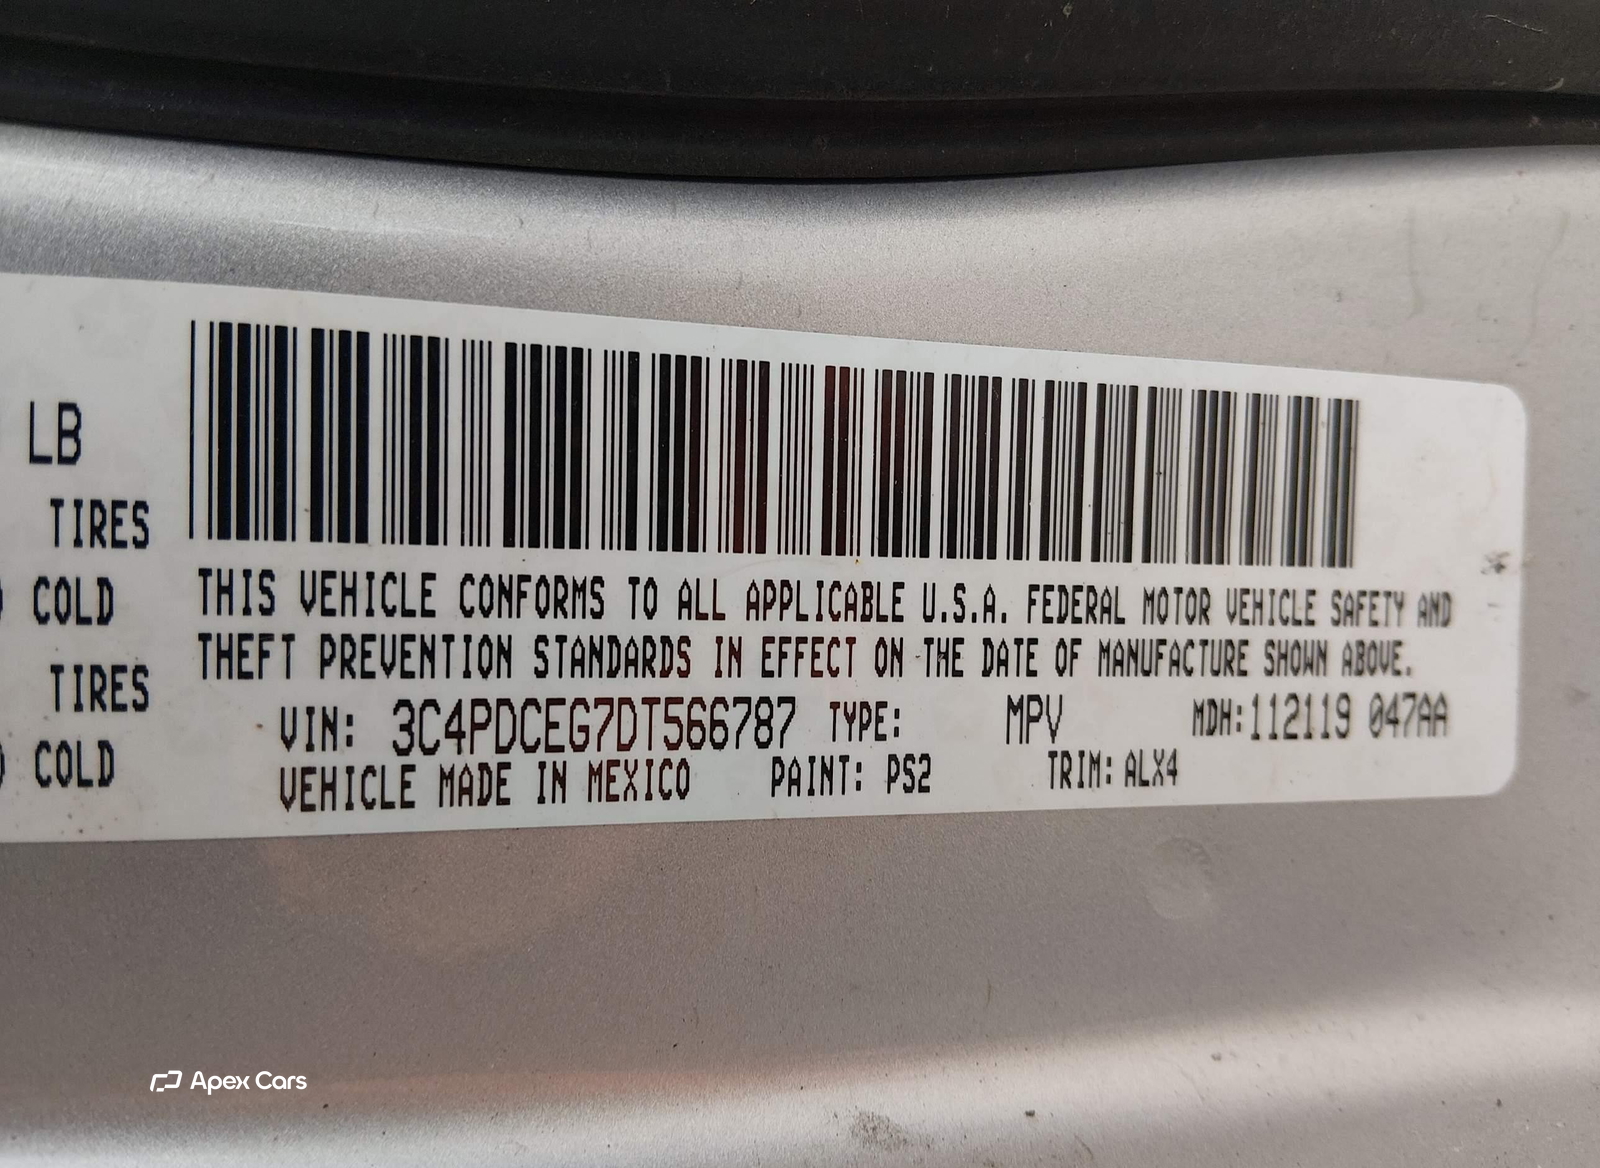 LB
TIRES
COLD
TIRES
COLD
THIS VEHICLE CONFORMS TO ALL APPLICABLE U.S.A. FEDERAL MOTOR VEHICLE SAFETY AND
THEFT PREVENTION STANDARDS IN EFFECT ON THE DATE OF MANUFACTURE SHOWN ABOVE.
VIN: 3C4PDCEG7DT566787 TYPE: MPV MDH:112119 047AA
VEHICLE MADE IN MEXICO PAINT: PS2 TRIM: ALX4
Apex Cars